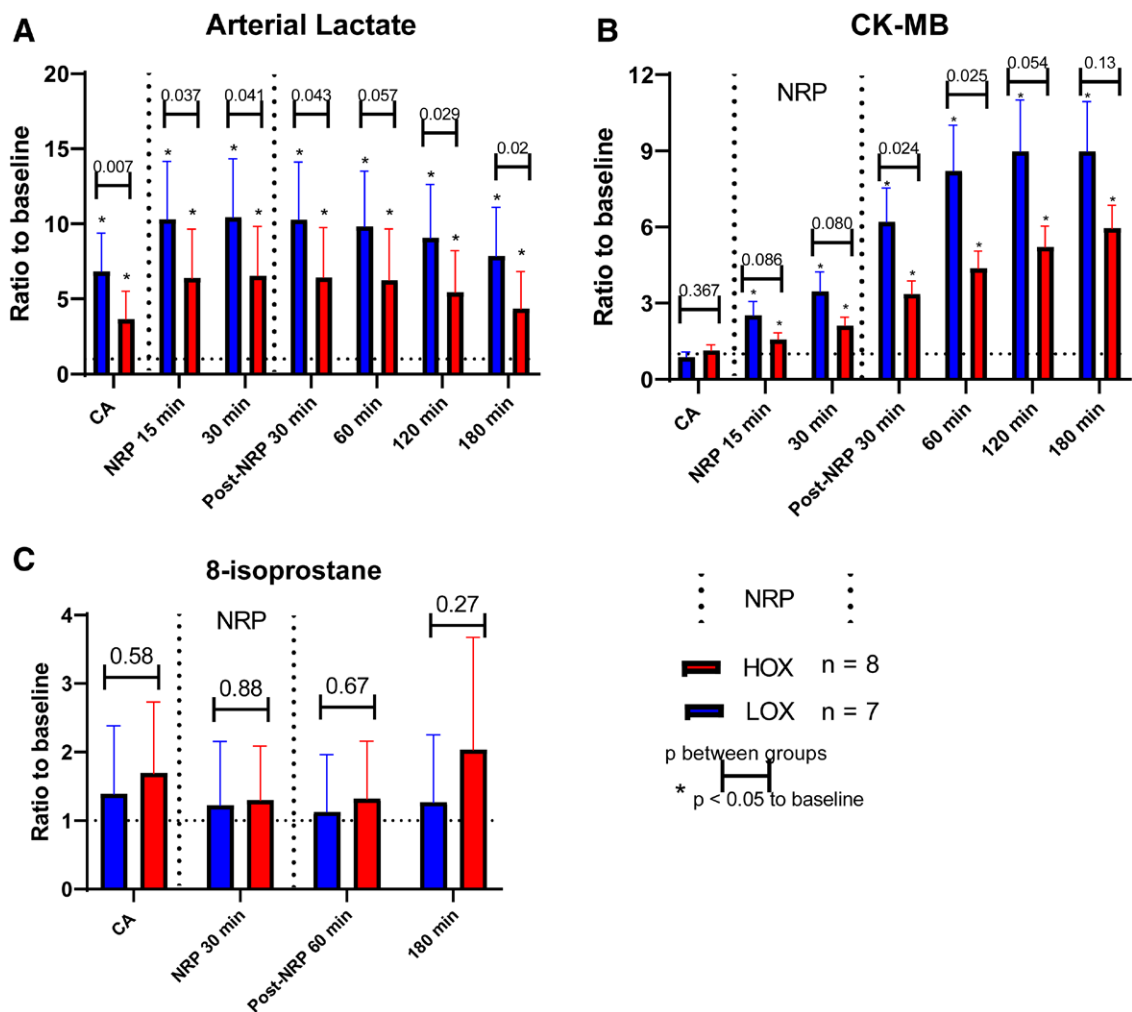 A
Arterial Lactate
Ratio to baseline
20
15
10
5
0
0.007
0.037
0.041
0.043
0.057
0.029
0.02
* * * * * * * * * * * * * *
CA
NRP 15 min
30 min
Post-NRP 30 min
60 min
120 min
180 min
B
CK-MB
Ratio to baseline
12
9
6
3
0
NRP
0.367
0.086
0.080
0.024
0.025
0.054
0.13
* * * * * * * * * * * *
CA
NRP 15 min
30 min
Post-NRP 30 min
60 min
120 min
180 min
C
8-isoprostane
Ratio to baseline
4
3
2
1
0
NRP
0.58
0.88
0.67
0.27
CA
NRP 30 min
Post-NRP 60 min
180 min
NRP
HOX n = 8
LOX n = 7
p between groups
* p < 0.05 to baseline